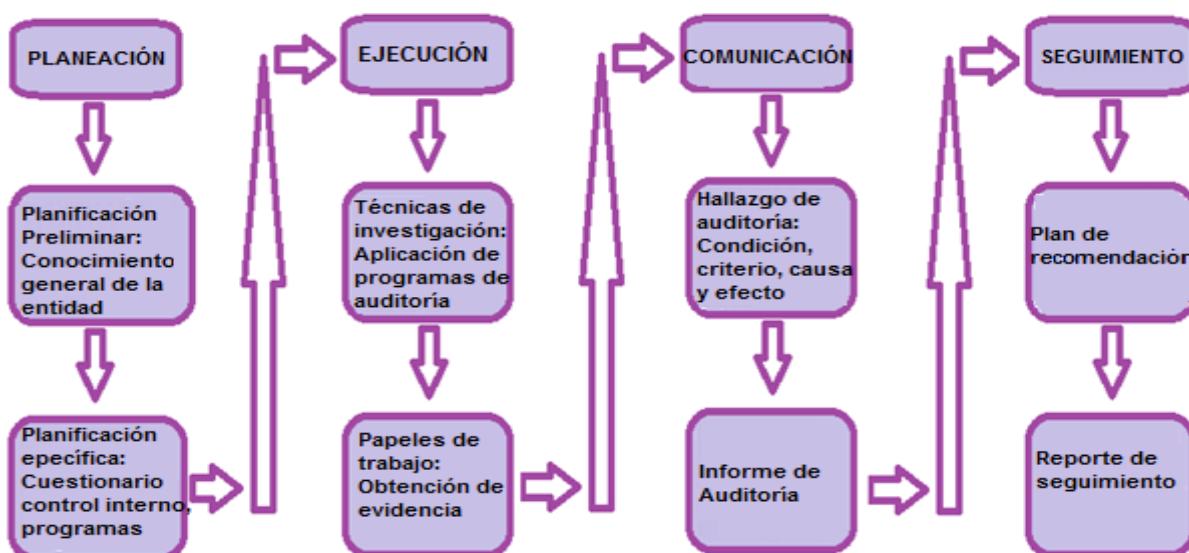 PLANEACIÓN
Planificación
Preliminar:
Conocimiento
general de la
entidad
Planificación
epecífica:
Cuestionario
control interno,
programas
EJECUCIÓN
Técnicas de
investigación:
Aplicación de
programas de
auditoría
Papeles de
trabajo:
Obtención de
evidencia
COMUNICACIÓN
Hallazgo de
auditoría:
Condición,
criterio, causa
y efecto
Informe de
Auditoría
SEGUIMIENTO
Plan de
recomendación
Reporte de
seguimiento